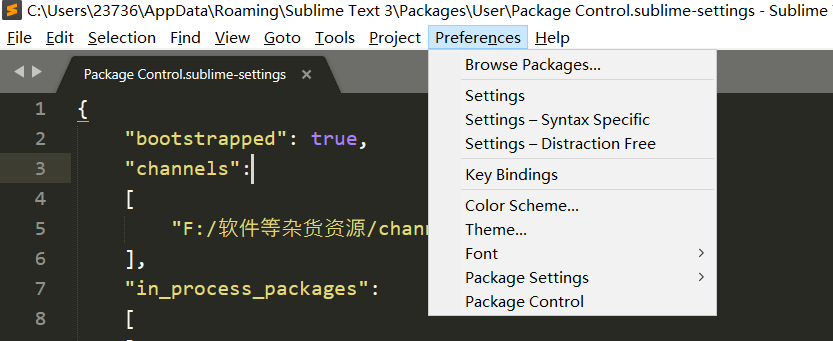 C:\Users\23736\AppData\Roaming\Sublime Text 3\Packages\User\Package Control.sublime-settings - Sublime
File Edit Selection Find View Goto Tools Project Preferences Help
Package Control.sublime-settings ×
Browse Packages...
Settings
Settings – Syntax Specific
Settings – Distraction Free
Key Bindings
Color Scheme...
Theme...
Font
Package Settings
Package Control
1 {
2 "bootstrapped": true,
3 "channels":
4 [
5 "F:/软件等杂货资源/chann
6 ],
7 "in_process_packages":
8 [